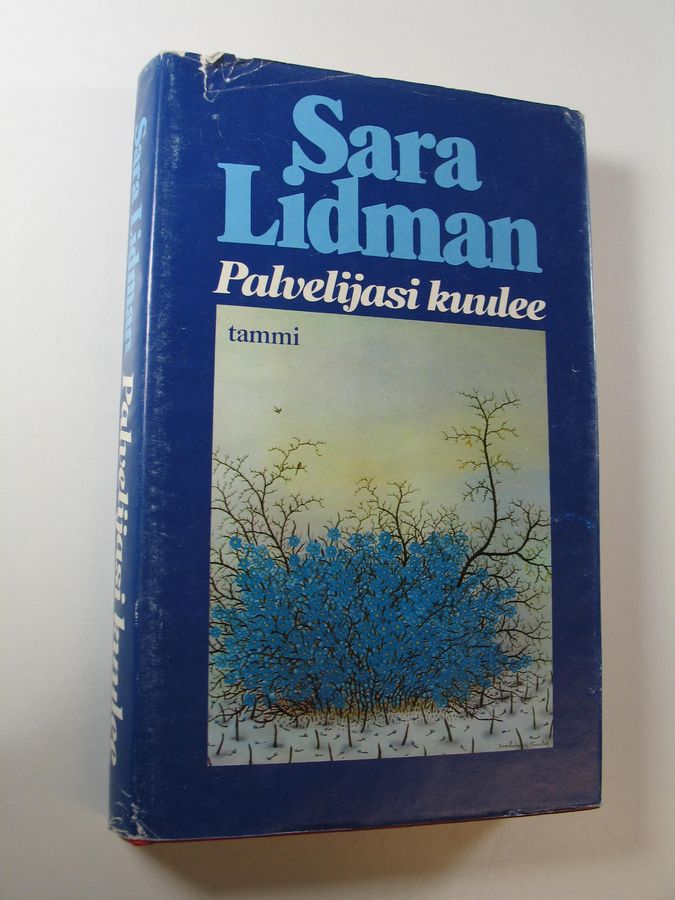 Sara
Lidman
Palvelijasi kuulee
tammi
Sara Lidman Palvelijasi kuulee